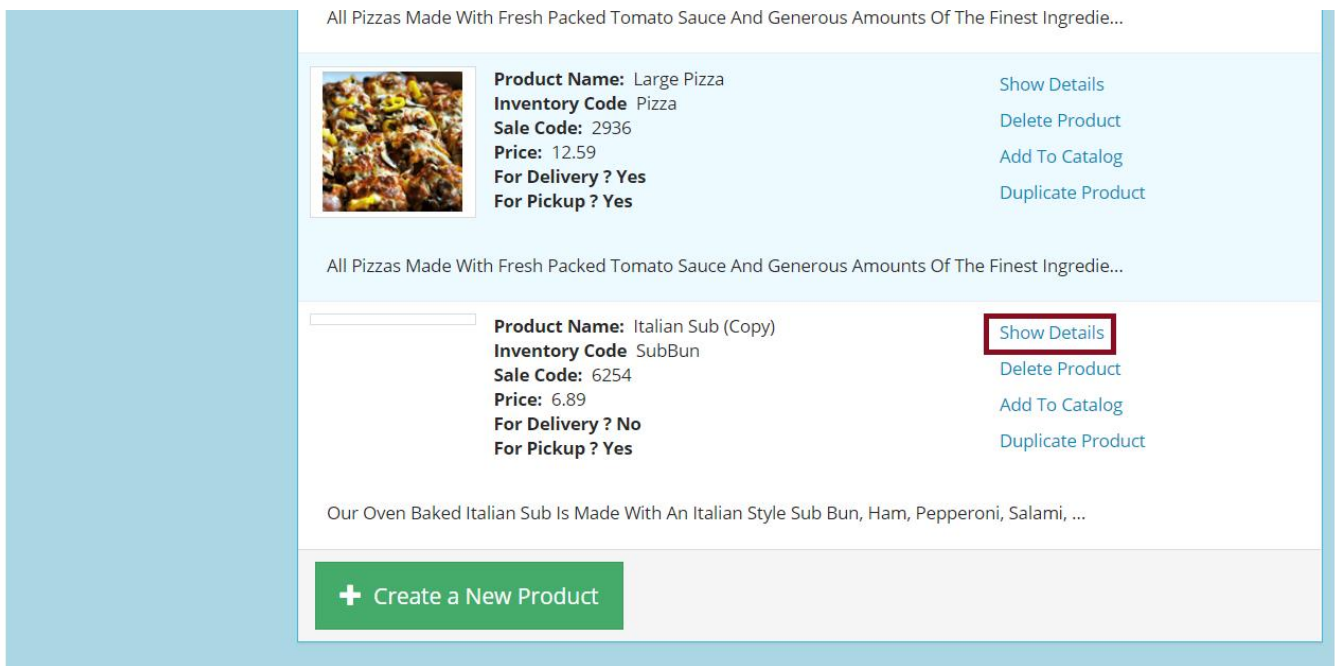 All Pizzas Made With Fresh Packed Tomato Sauce And Generous Amounts Of The Finest Ingredie...
Product Name: Large Pizza
Inventory Code Pizza
Sale Code: 2936
Price: 12.59
For Delivery ? Yes
For Pickup ? Yes
Show Details
Delete Product
Add To Catalog
Duplicate Product
All Pizzas Made With Fresh Packed Tomato Sauce And Generous Amounts Of The Finest Ingredie...
Product Name: Italian Sub (Copy)
Inventory Code SubBun
Sale Code: 6254
Price: 6.89
For Delivery ? No
For Pickup ? Yes
Show Details
Delete Product
Add To Catalog
Duplicate Product
Our Oven Baked Italian Sub Is Made With An Italian Style Sub Bun, Ham, Pepperoni, Salami, ...
+ Create a New Product